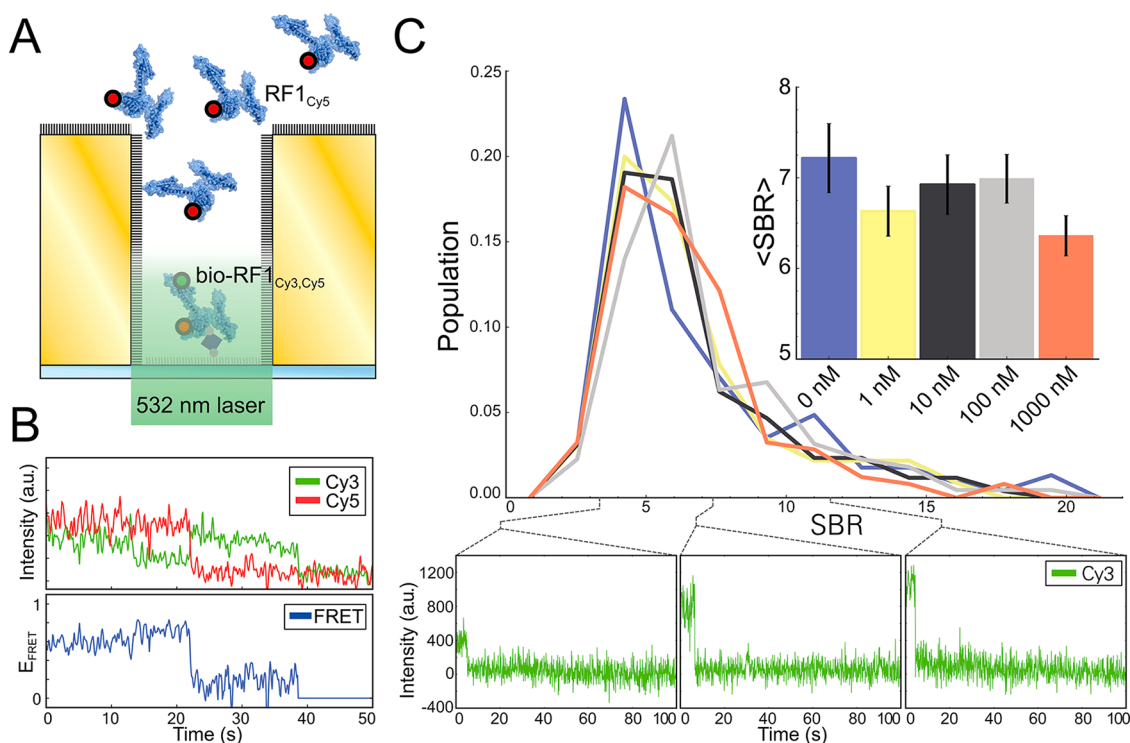 A
RF1Cy5
bio-RF1Cy3,Cy5
532 nm laser
B
Intensity (a.u.)
Cy3
Cy5
EFRET
1
0
FRET
0 10 20 30 40 50
Time (s)
C
Population
0.25
0.20
0.15
0.10
0.05
0.00
0 5 10 15 20
SBR
<SBR>
8
7
6
5
0 nM 1 nM 10 nM 100 nM 1000 nM
Intensity (a.u.)
1200
800
400
0
-400
Cy3
0 20 40 60 80 100 0 20 40 60 80 100 0 20 40 60 80 100
Time (s) Time (s) Time (s)